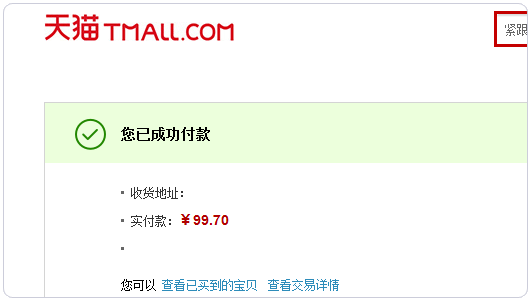 天猫 TMALL.COM
紧跟
您已成功付款
收货地址：
实付款：￥99.70
您可以 查看已买到的宝贝 查看交易详情